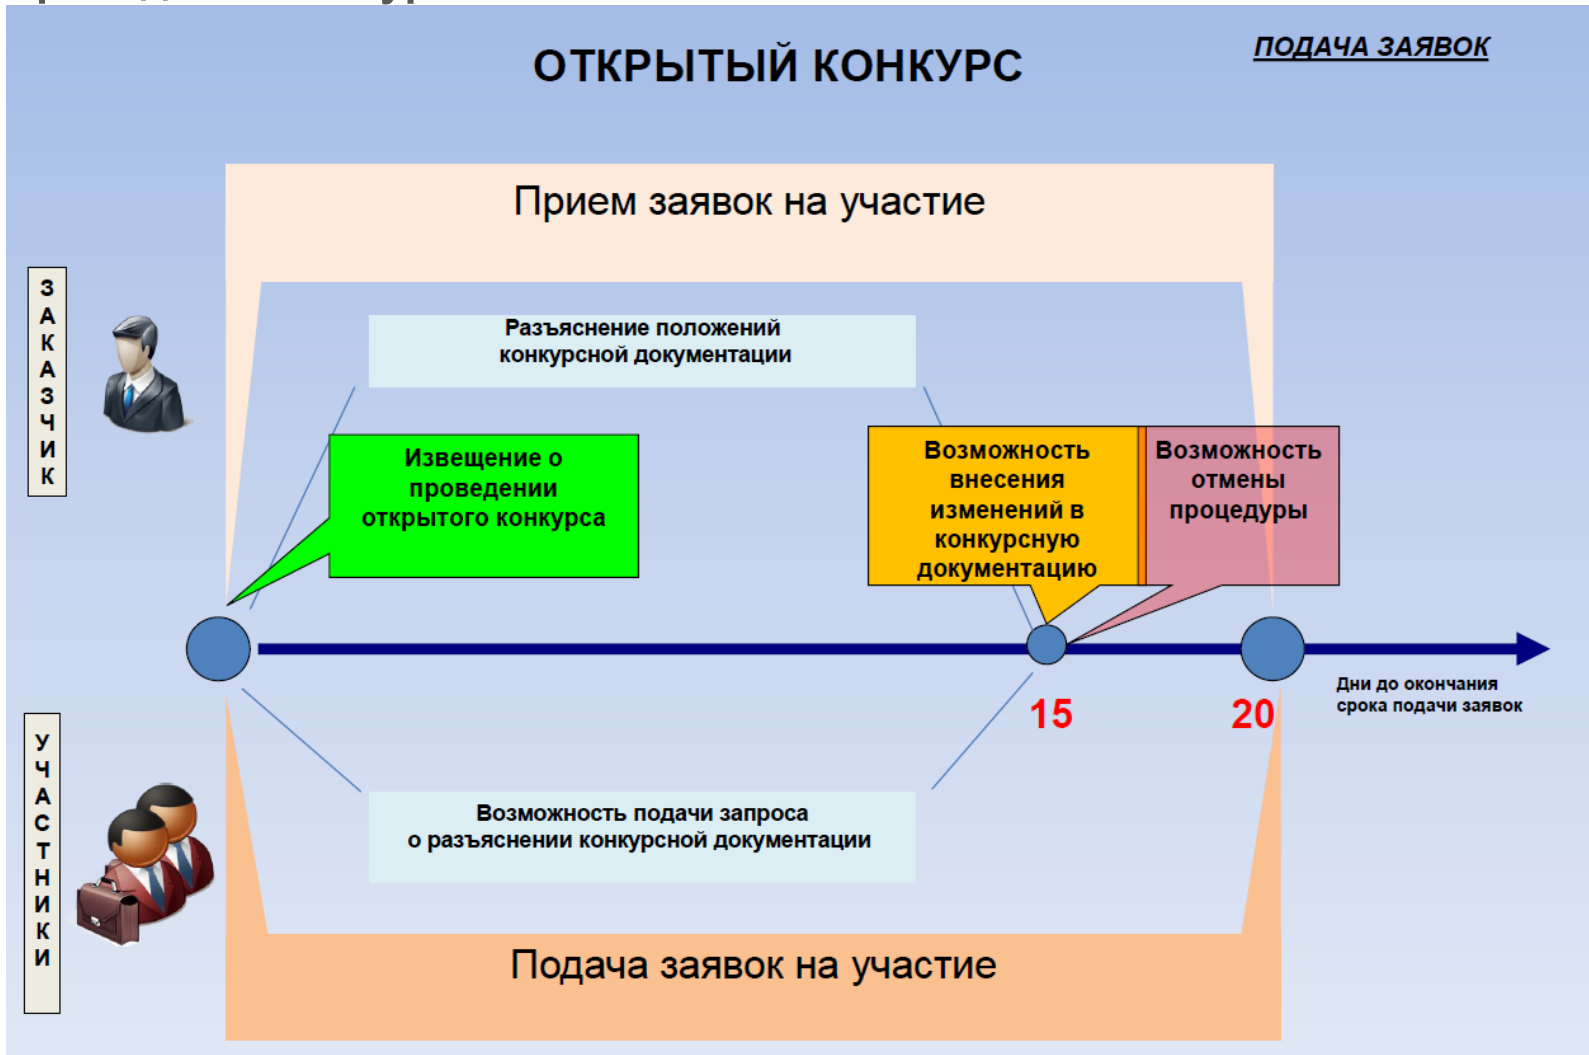 ОТКРЫТЫЙ КОНКУРС
ПОДАЧА ЗАЯВОК
Прием заявок на участие
ЗАКАЗЧИК
Разъяснение положений
конкурсной документации
Извещение о
проведении
открытого конкурса
Возможность
внесения
изменений в
конкурсную
документацию
Возможность
отмены
процедуры
15
20
Дни до окончания
срока подачи заявок
УЧАСТНИКИ
Возможность подачи запроса
о разъяснении конкурсной документации
Подача заявок на участие